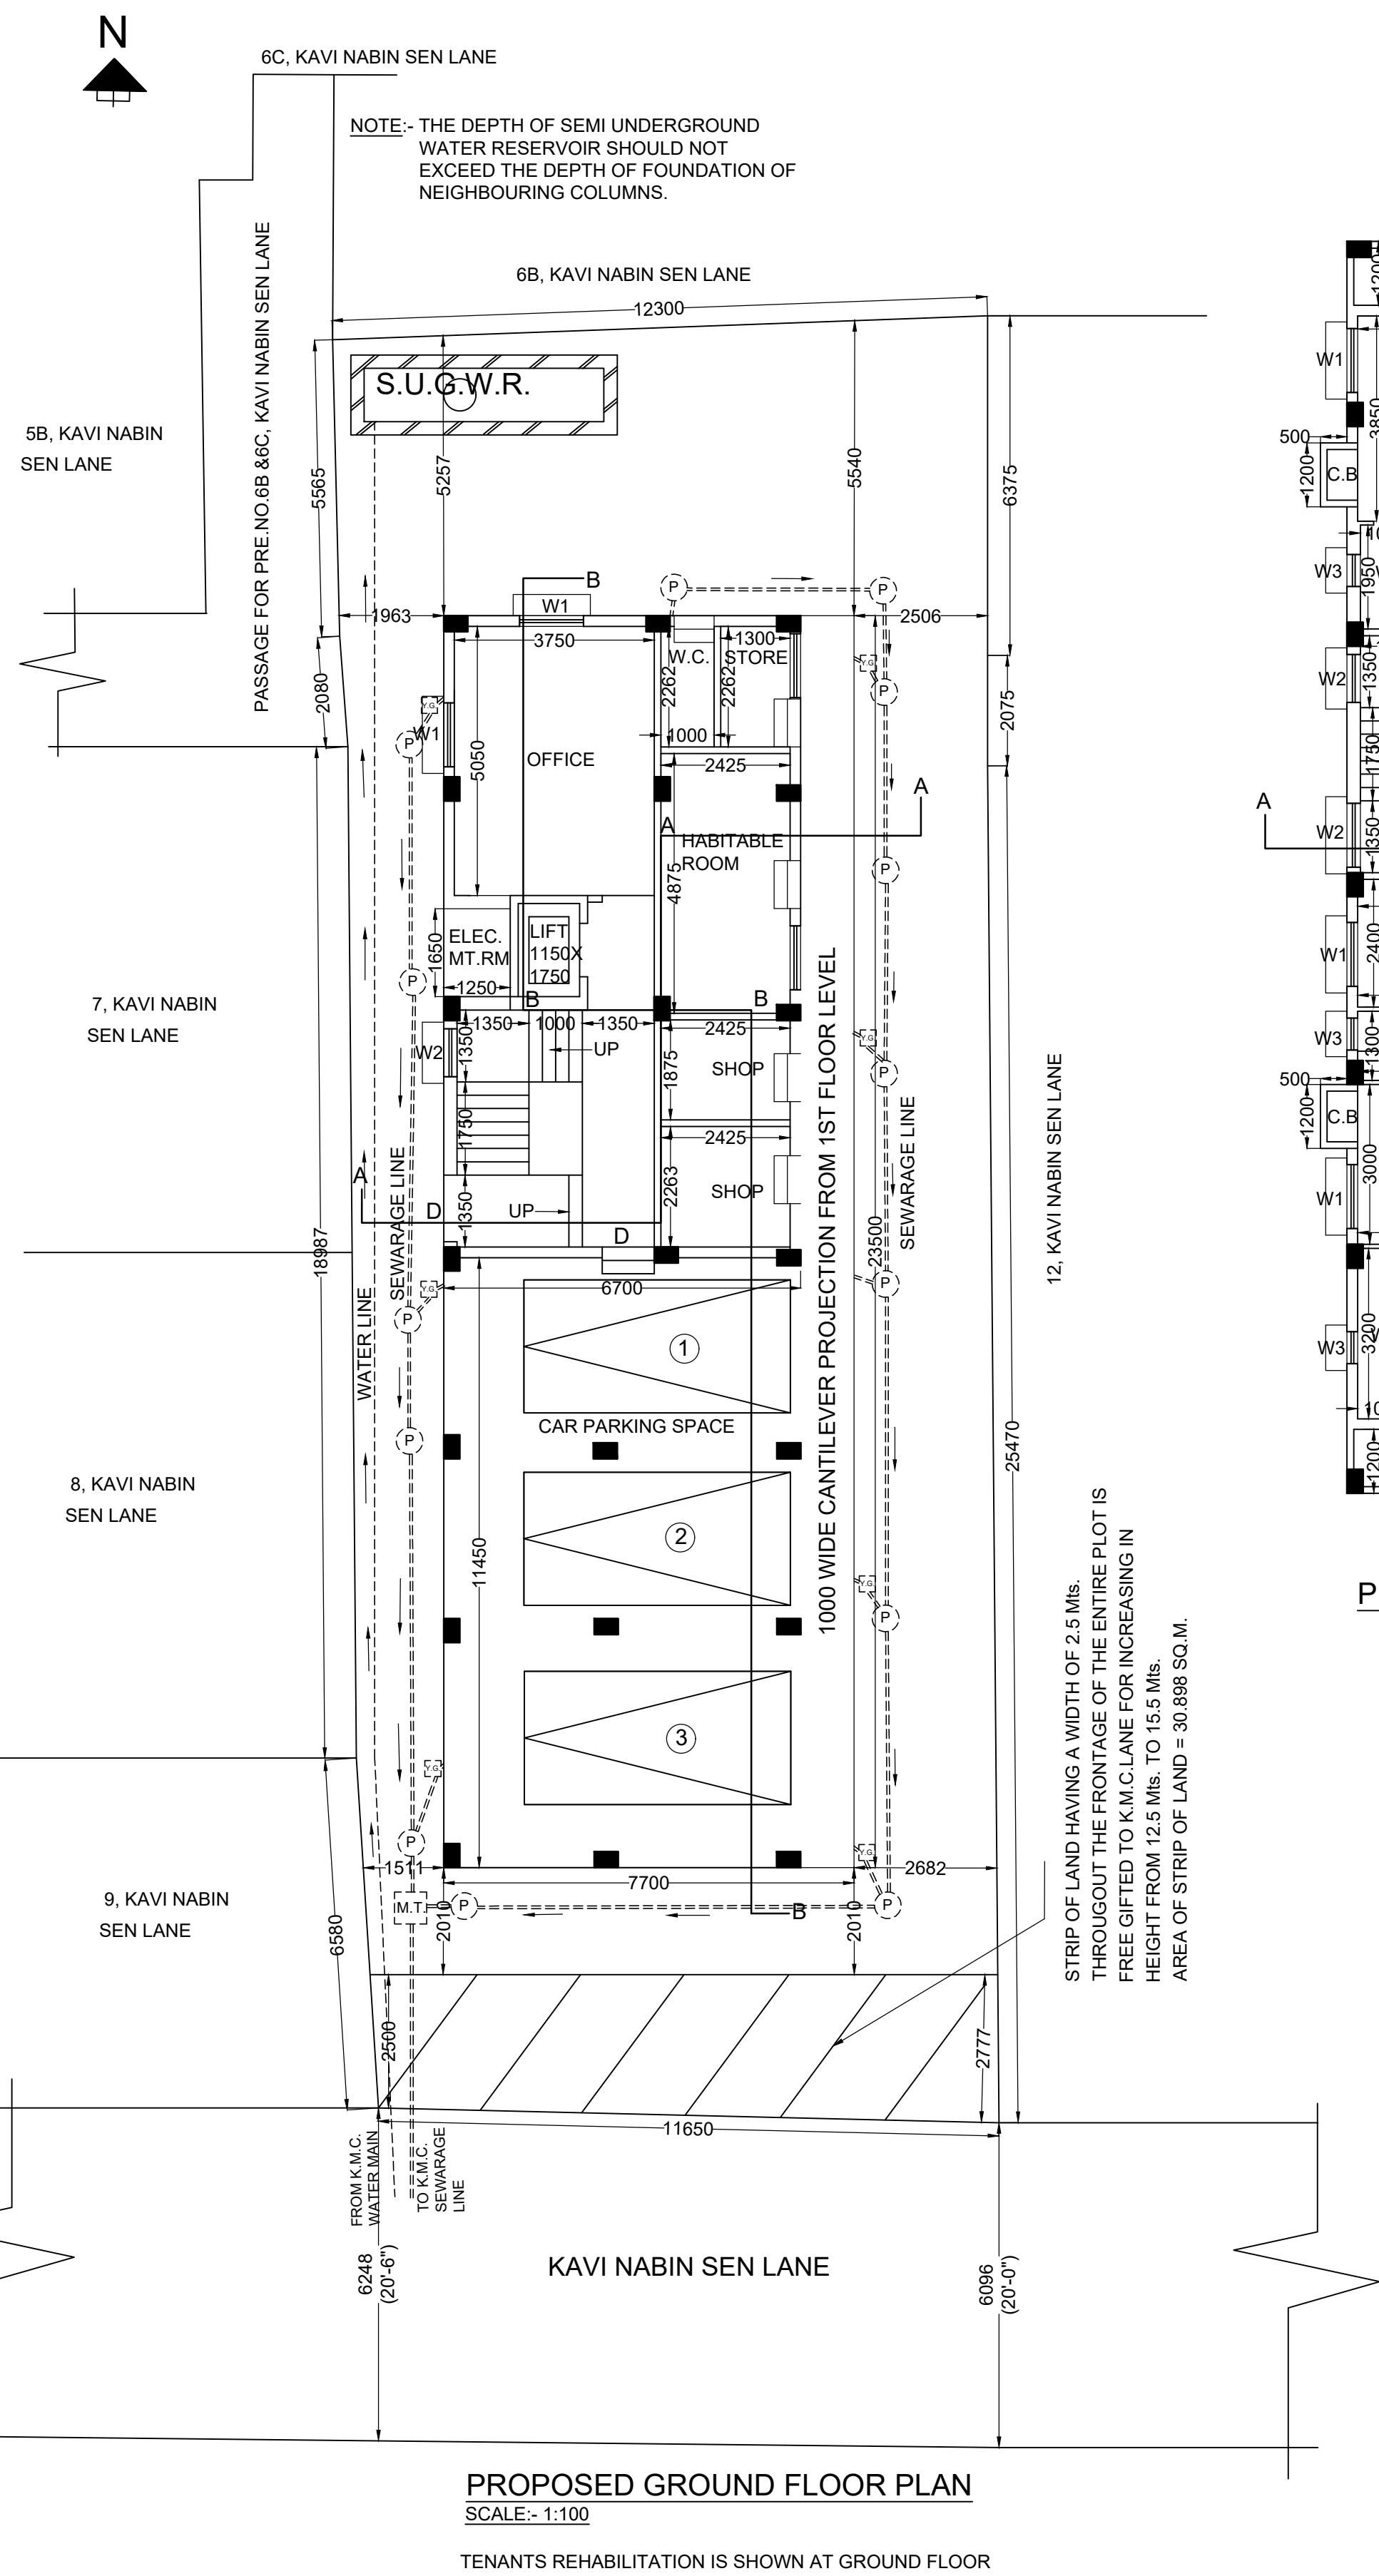 N
6C, KAVI NABIN SEN LANE
NOTE:- THE DEPTH OF SEMI UNDERGROUND
WATER RESERVOIR SHOULD NOT
EXCEED THE DEPTH OF FOUNDATION OF
NEIGHBOURING COLUMNS.
PASSAGE FOR PRE.NO.6B &6C, KAVI NABIN SEN LANE
6B, KAVI NABIN SEN LANE
12300
S.U.G.W.R.
5B, KAVI NABIN
SEN LANE
5565
5257
5540
6375
B
P
P
W1
1963
2506
3750
1300
W.C.
STORE
Y.G.
2262
2262
P
2080
2075
Y.G.
W1
P
1000
5050
OFFICE
2425
A
A
HABITABLE
ROOM
4875
P
1650
ELEC.
MT.RM
LIFT
1150X
1750
1250
P
B
B
7, KAVI NABIN
SEN LANE
1350
1000
1350
2425
W2
1350
UP
1875
SHOP
Y.G.
P
1750
2425
A
SEWARAGE LINE
D
1350
UP
2263
SHOP
D
1000 WIDE CANTILEVER PROJECTION FROM 1ST FLOOR LEVEL
23500
SEWARAGE LINE
12, KAVI NABIN SEN LANE
18987
Y.G.
6700
P
P
WATER LINE
1
CAR PARKING SPACE
P
25470
8, KAVI NABIN
SEN LANE
11450
2
Y.G.
P
3
Y.G.
P
STRIP OF LAND HAVING A WIDTH OF 2.5 Mts.
THROUGOUT THE FRONTAGE OF THE ENTIRE PLOT IS
FREE GIFTED TO K.M.C.LANE FOR INCREASING IN
HEIGHT FROM 12.5 Mts. TO 15.5 Mts.
AREA OF STRIP OF LAND = 30.898 SQ.M.
Y.G.
1511
2682
7700
9, KAVI NABIN
SEN LANE
M.T.
P
P
B
2010
2010
6580
2500
2777
11650
FROM K.M.C.
WATER MAIN
TO K.M.C.
SEWARAGE
LINE
6248
(20'-6")
KAVI NABIN SEN LANE
6096
(20'-0")
PROPOSED GROUND FLOOR PLAN
SCALE:- 1:100
TENANTS REHABILITATION IS SHOWN AT GROUND FLOOR
1200
W1
3850
500
1200
C.B
W3
1950
W2
1350
1750
A
W2
1350
W1
2400
W3
1300
500
1200
C.B
3000
W1
W3
3200
1200
P